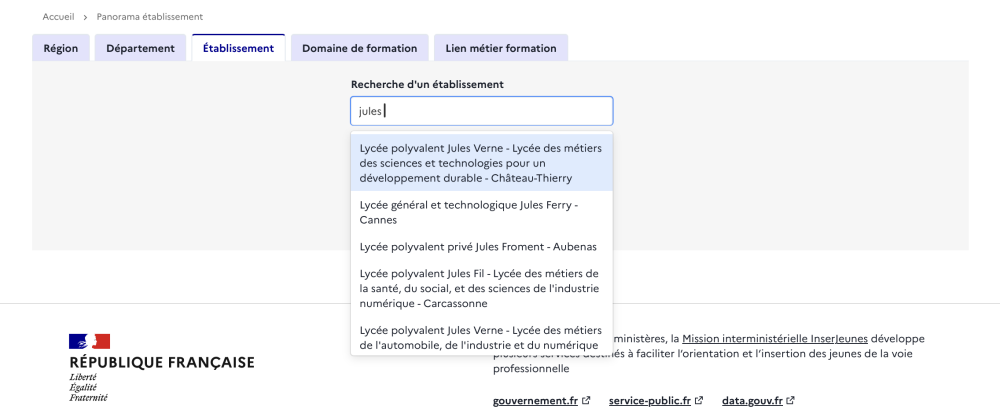 Accueil > Panorama établissement
Région Département Établissement Domaine de formation Lien métier formation
Recherche d'un établissement
jules
Lycée polyvalent Jules Verne - Lycée des métiers
des sciences et technologies pour un
développement durable - Château-Thierry
Lycée général et technologique Jules Ferry -
Cannes
Lycée polyvalent privé Jules Froment - Aubenas
Lycée polyvalent Jules Fil - Lycée des métiers de
la santé, du social, et des sciences de l'industrie
numérique - Carcassonne
Lycée polyvalent Jules Verne - Lycée des métiers
de l'automobile, de l'industrie et du numérique
RÉPUBLIQUE FRANÇAISE
Liberté
Égalité
Fraternité
ministères, la Mission interministérielle InserJeunes développe
plusieurs services destinés à faciliter l'orientation et l'insertion des jeunes de la voie
professionnelle
gouvernement.fr service-public.fr data.gouv.fr